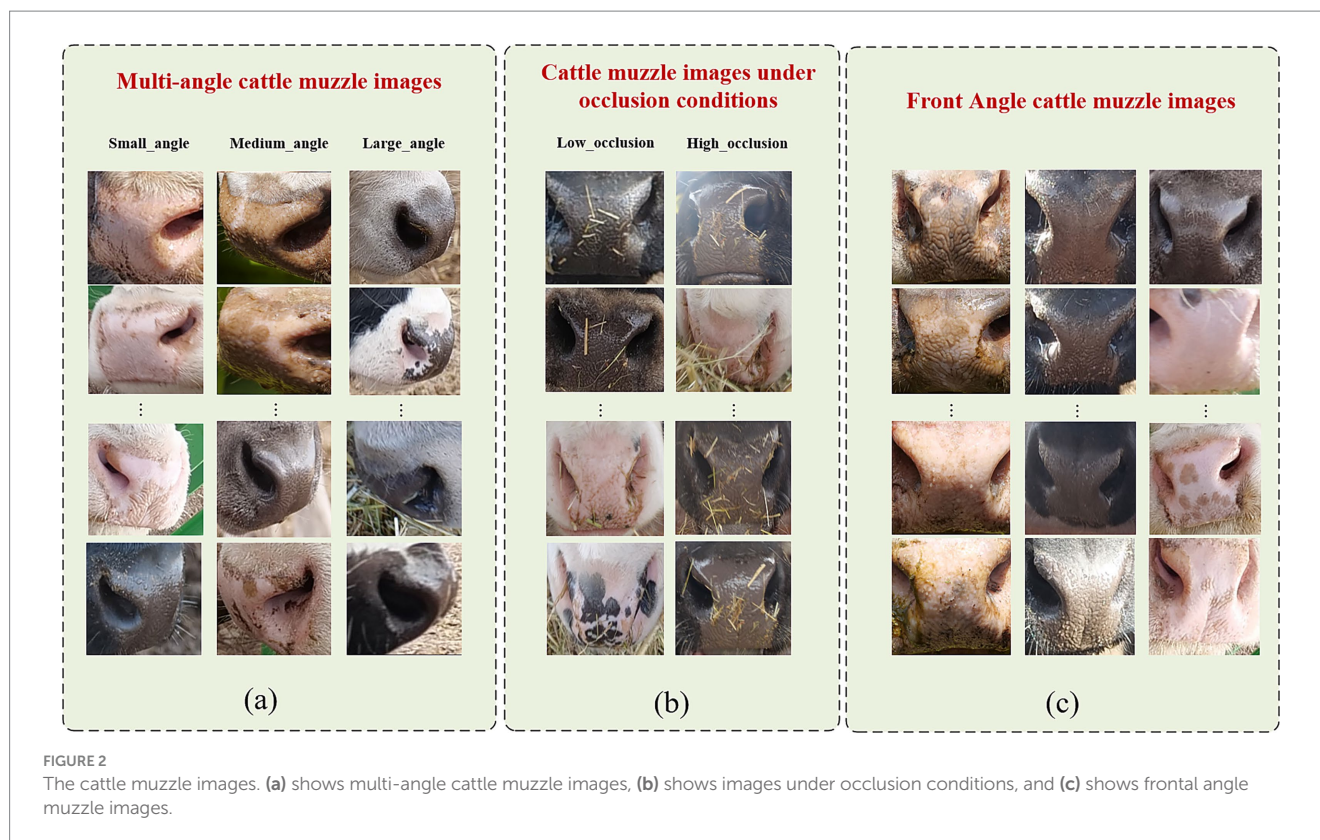 Multi-angle cattle muzzle images
Small_angle
Medium_angle
Large_angle
⋮
⋮
⋮
(a)
Cattle muzzle images under
occlusion conditions
Low_occlusion
High_occlusion
⋮
⋮
(b)
Front Angle cattle muzzle images
⋮
⋮
⋮
(c)
FIGURE 2
The cattle muzzle images. (a) shows multi-angle cattle muzzle images, (b) shows images under occlusion conditions, and (c) shows frontal angle
muzzle images.